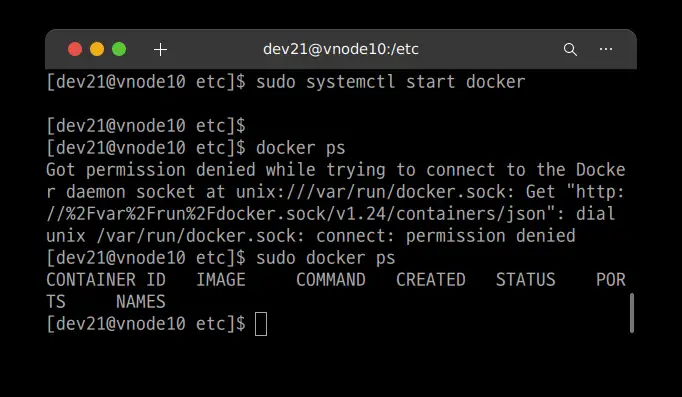 dev21@vnode10:/etc
[dev21@vnode10 etc]$ sudo systemctl start docker
[dev21@vnode10 etc]$
[dev21@vnode10 etc]$ docker ps
Got permission denied while trying to connect to the Docke
r daemon socket at unix:///var/run/docker.sock: Get "http:
//%2Fvar%2Frun%2Fdocker.sock/v1.24/containers/json": dial
unix /var/run/docker.sock: connect: permission denied
[dev21@vnode10 etc]$ sudo docker ps
CONTAINER ID   IMAGE     COMMAND   CREATED   STATUS    POR
TS     NAMES
[dev21@vnode10 etc]$